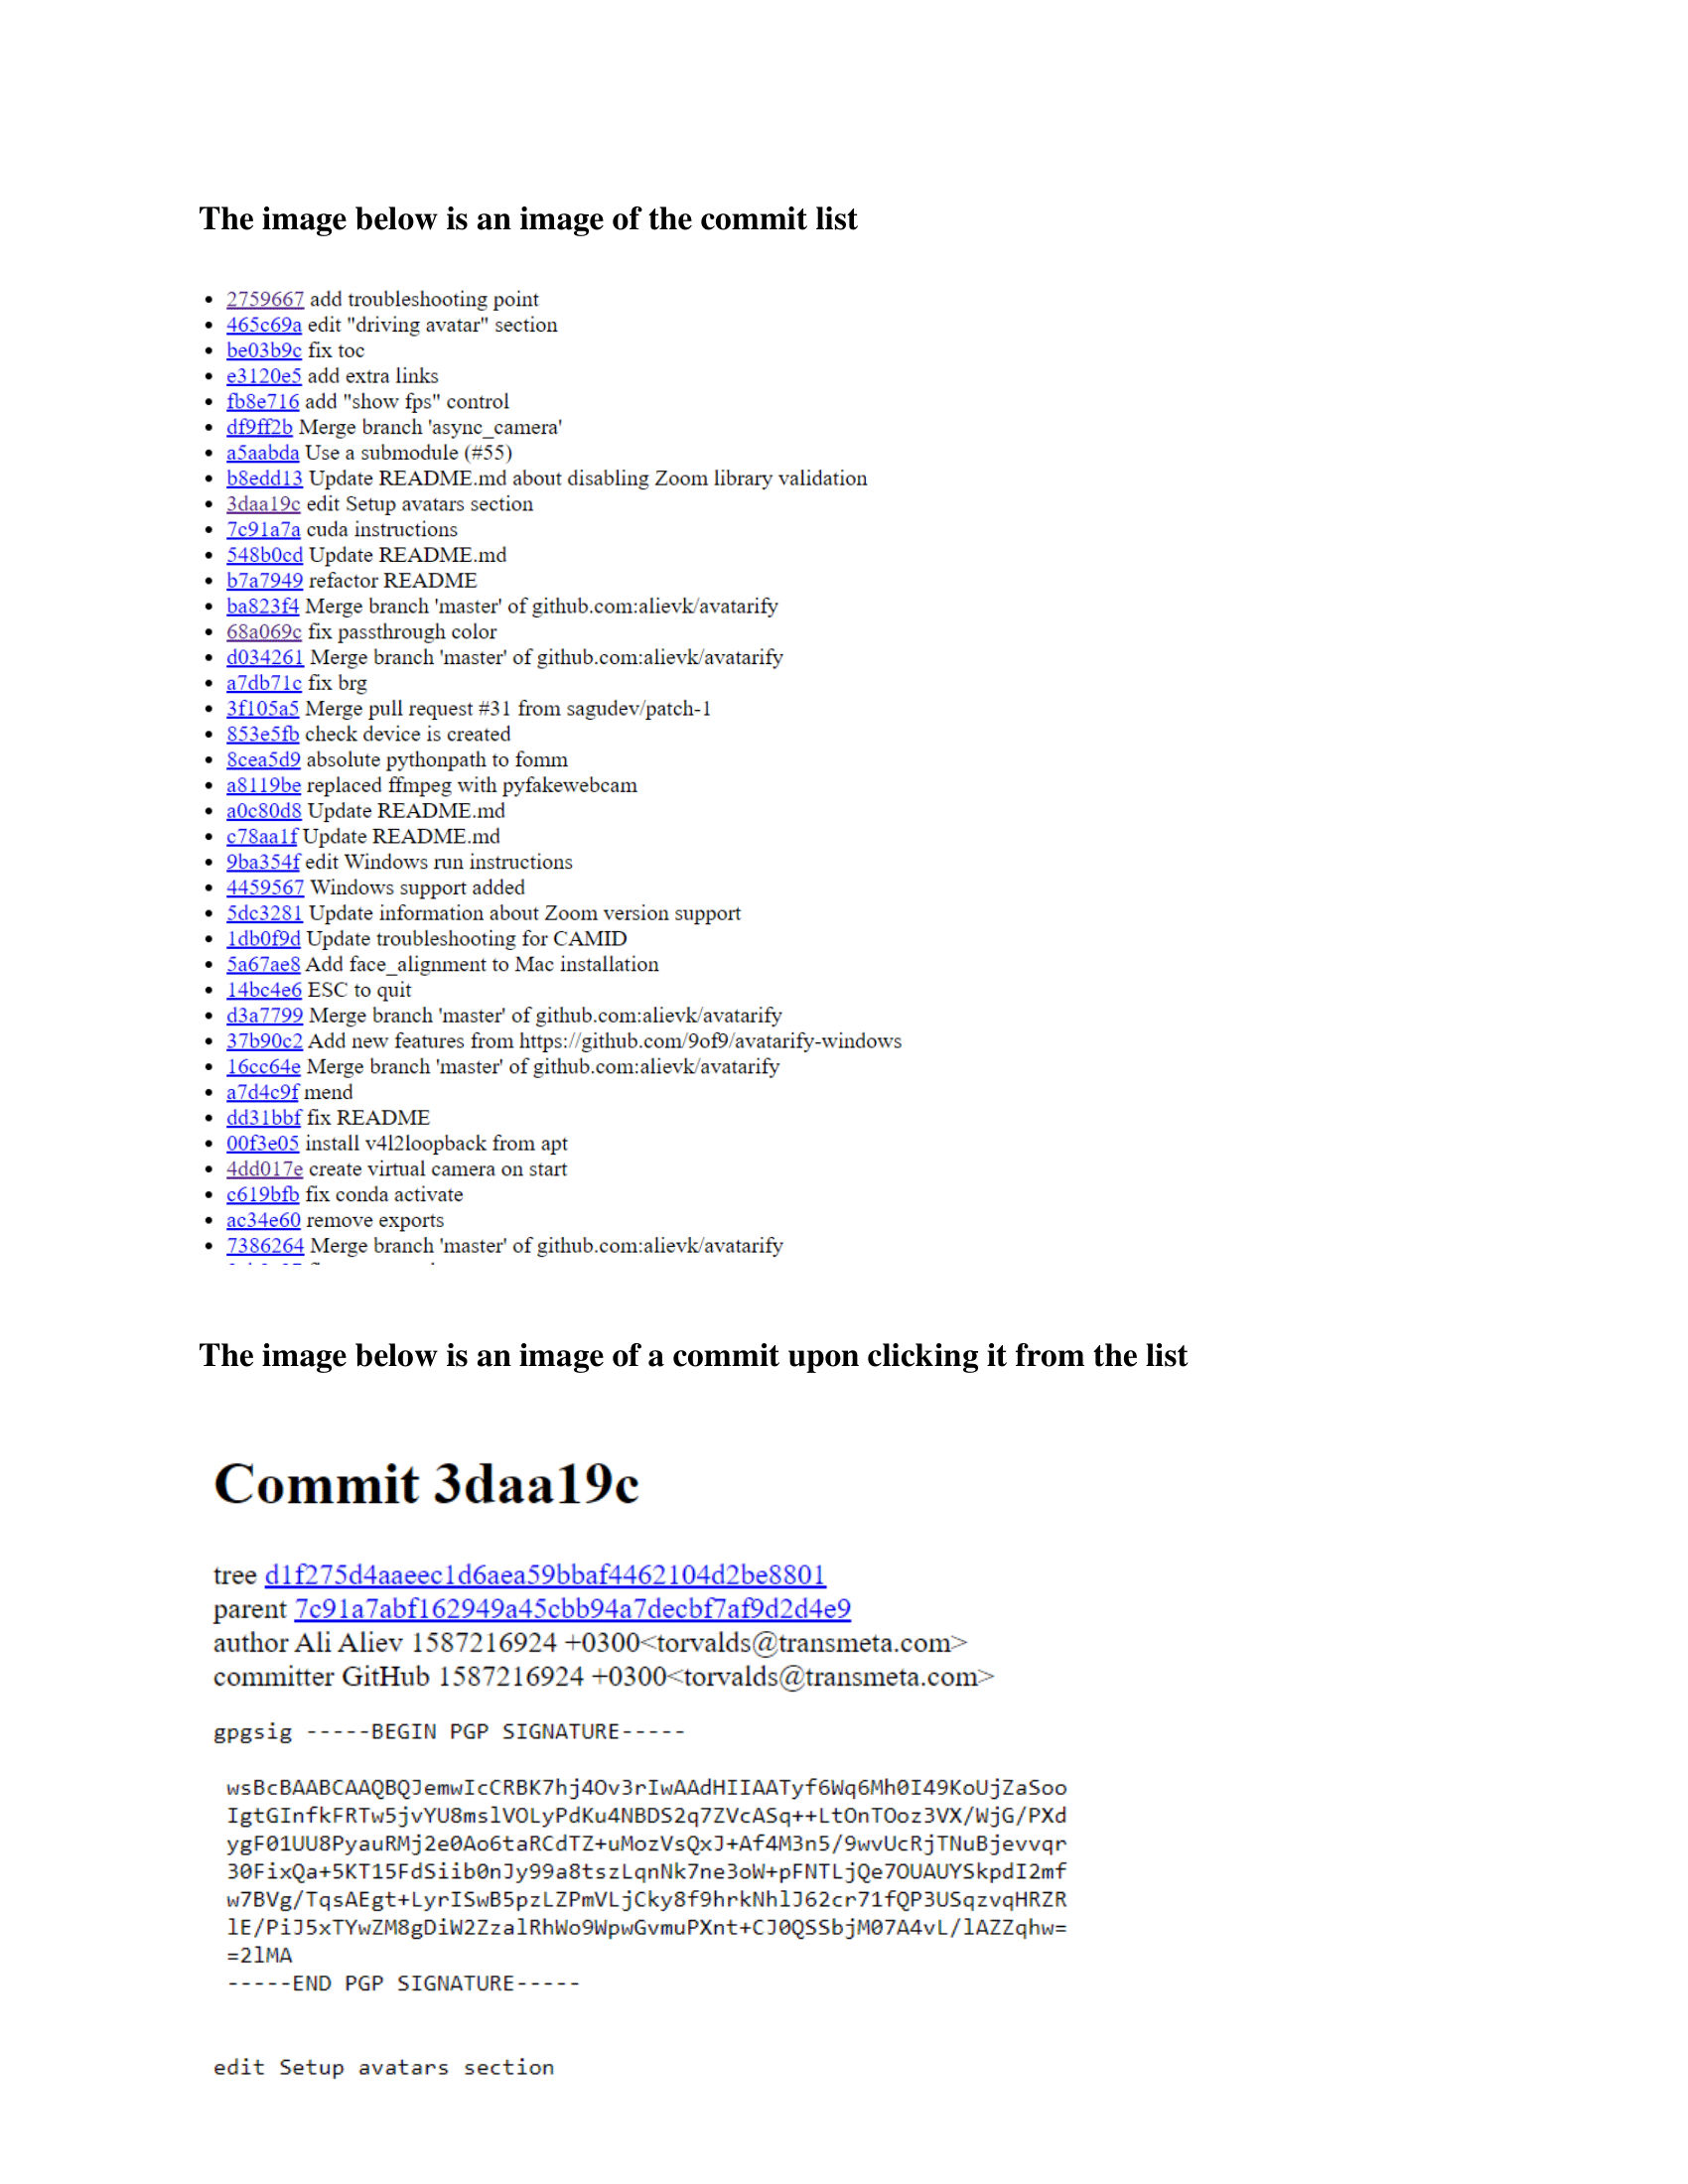 The image below is an image of the commit list
2759667 add troubleshooting point
465c69a edit "driving avatar" section
be03b9c fix toc
e3120e5 add extra links
fb8e716 add "show fps" control
df9ff2b Merge branch 'async_camera'
a5aabda Use a submodule (#55)
b8edd13 Update README.md about disabling Zoom library validation
3daa19c edit Setup avatars section
7c91a7a cuda instructions
548b0cd Update README.md
b7a7949 refactor README
ba823f4 Merge branch 'master' of github.com:alievk/avatarify
68a069c fix passthrough color
d034261 Merge branch 'master' of github.com:alievk/avatarify
a7db71c fix brg
3f105a5 Merge pull request #31 from sagudev/patch-1
853e5fb check device is created
8cea5d9 absolute pythonpath to fomm
a8119be replaced ffmpeg with pyfakewebcam
a0c80d8 Update README.md
c78aa1f Update README.md
9ba354f edit Windows run instructions
4459567 Windows support added
5dc3281 Update information about Zoom version support
1db0f9d Update troubleshooting for CAMID
5a67ae8 Add face_alignment to Mac installation
14bc4e6 ESC to quit
d3a7799 Merge branch 'master' of github.com:alievk/avatarify
37b90c2 Add new features from https://github.com/9of9/avatarify-windows
16cc64e Merge branch 'master' of github.com:alievk/avatarify
a7d4c9f mend
dd31bbf fix README
00f3e05 install v4l2loopback from apt
4dd017e create virtual camera on start
c619bfb fix conda activate
ac34e60 remove exports
7386264 Merge branch 'master' of github.com:alievk/avatarify
The image below is an image of a commit upon clicking it from the list
Commit 3daa19c
tree d1f275d4aaeec1d6aea59bbaf4462104d2be8801
parent 7c91a7abf162949a45cbb94a7decbf7af9d2d4e9
author Ali Aliev 1587216924 +0300<torvalds@transmeta.com>
committer GitHub 1587216924 +0300<torvalds@transmeta.com>
gpgsig -----BEGIN PGP SIGNATURE-----
wsBcBAABCAAQBQJemwIcCRBK7hj4Ov3rIwAAdHIIAATyf6Wq6Mh0I49KoUjZaSoo
IgtGInfkFRTw5jvYU8mslVOLyPdKu4NBDS2q7ZVcASq++LtOnTOoz3VX/WjG/PXd
ygF01UU8PyauRMj2e0Ao6taRCdTZ+uMozVsQxJ+Af4M3n5/9wvUcRjTNuBjevvqr
30FixQa+5KT15FdSiib0nJy99a8tszLqnNk7ne3oW+pFNTLjQe7OUAUYSkpdI2mf
w7BVg/TqsAEgt+LyrISwB5pzLZPmVLjCky8f9hrkNhlJ62cr71fQP3USqzvqHRZR
lE/PiJ5xTYwZM8gDiW2ZzalRhWo9WpwGvmuPXnt+CJ0QSSbjM07A4vL/lAZZqhw=
=2lMA
-----END PGP SIGNATURE-----
edit Setup avatars section